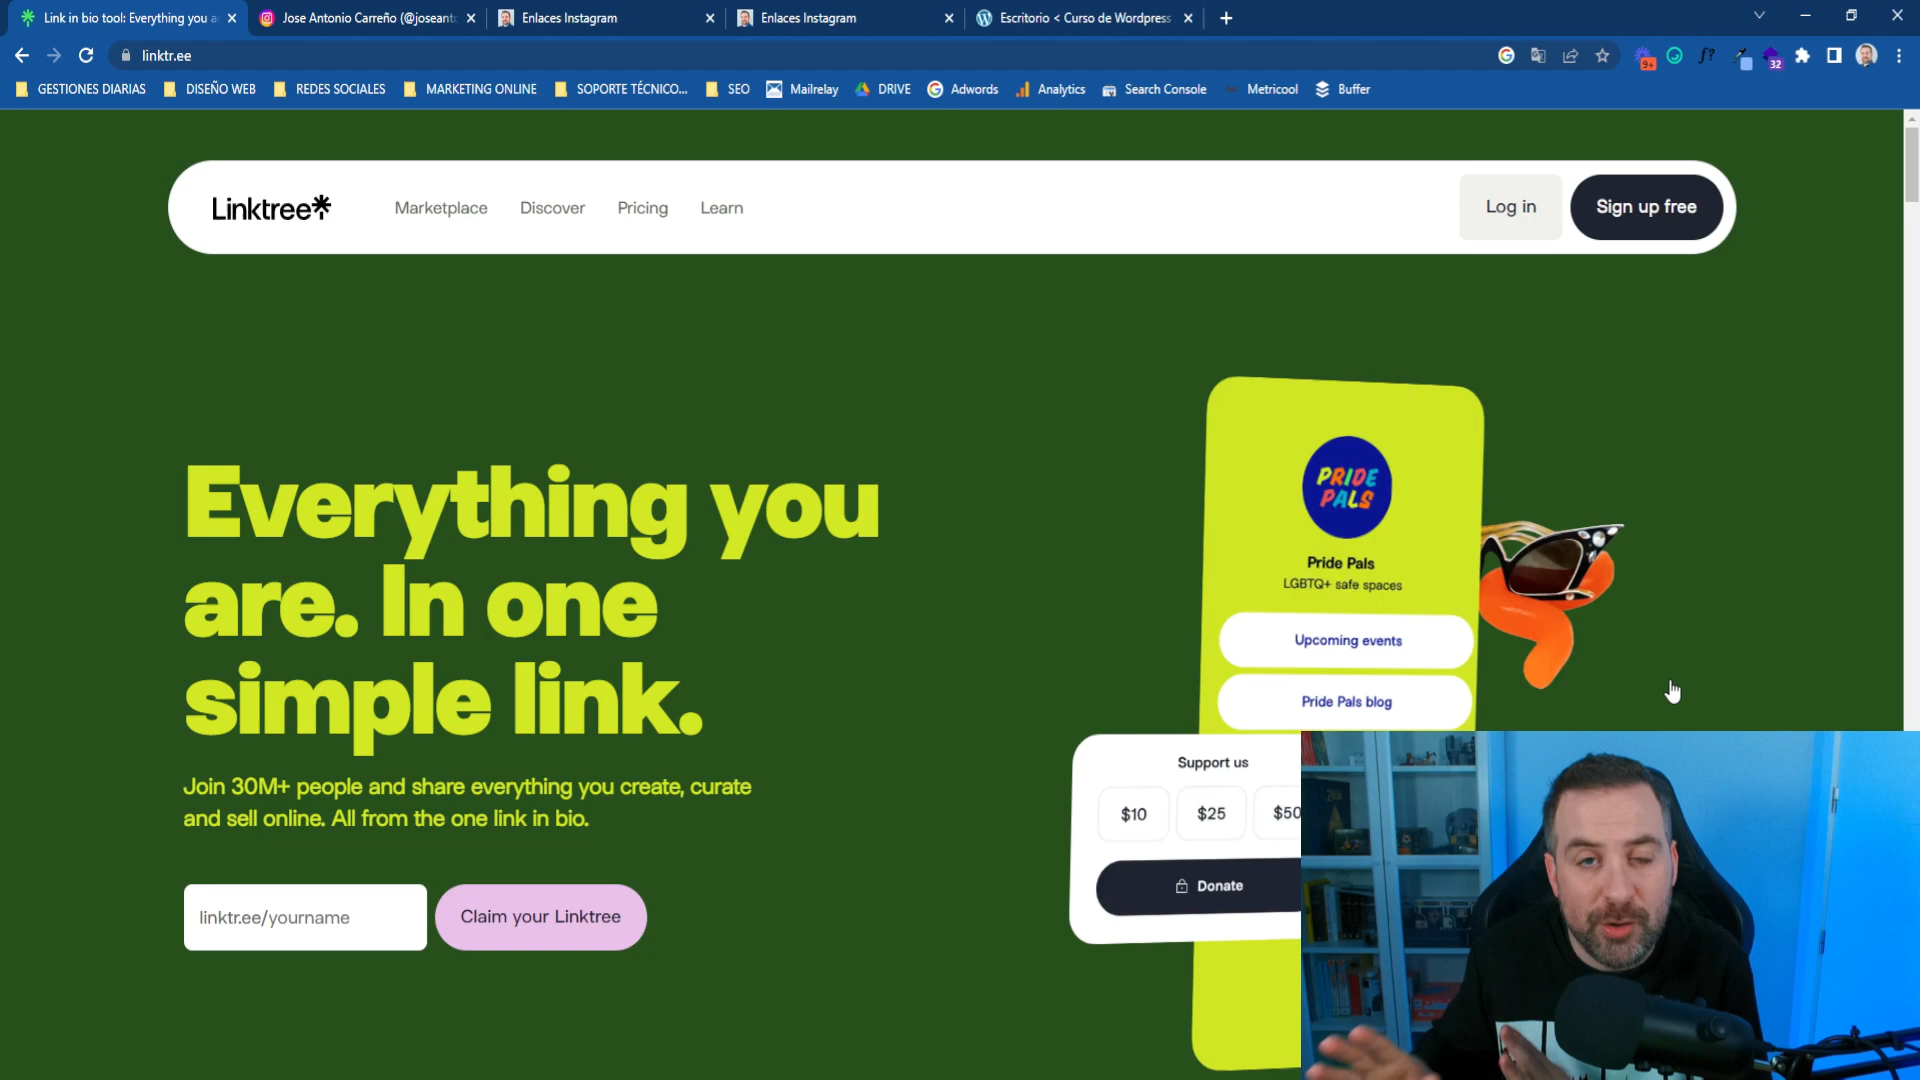 Link in bio tool: Everything you a
Jose Antonio Carreño (@joseanto
Enlaces Instagram
Enlaces Instagram
Escritorio < Curso de Wordpress
linktr.ee
9+
f?
32
GESTIONES DIARIAS
DISEÑO WEB
REDES SOCIALES
MARKETING ONLINE
SOPORTE TÉCNICO...
SEO
Mailrelay
DRIVE
Adwords
Analytics
Search Console
Metricool
Buffer
Linktree
Marketplace
Discover
Pricing
Learn
Log in
Sign up free
Everything you
are. In one
simple link.
Join 30M+ people and share everything you create, curate
and sell online. All from the one link in bio.
linktr.ee/yourname
Claim your Linktree
PRIDE
PALS
Pride Pals
LGBTQ+ safe spaces
Upcoming events
Pride Pals blog
Support us
$10
$25
$50
Donate